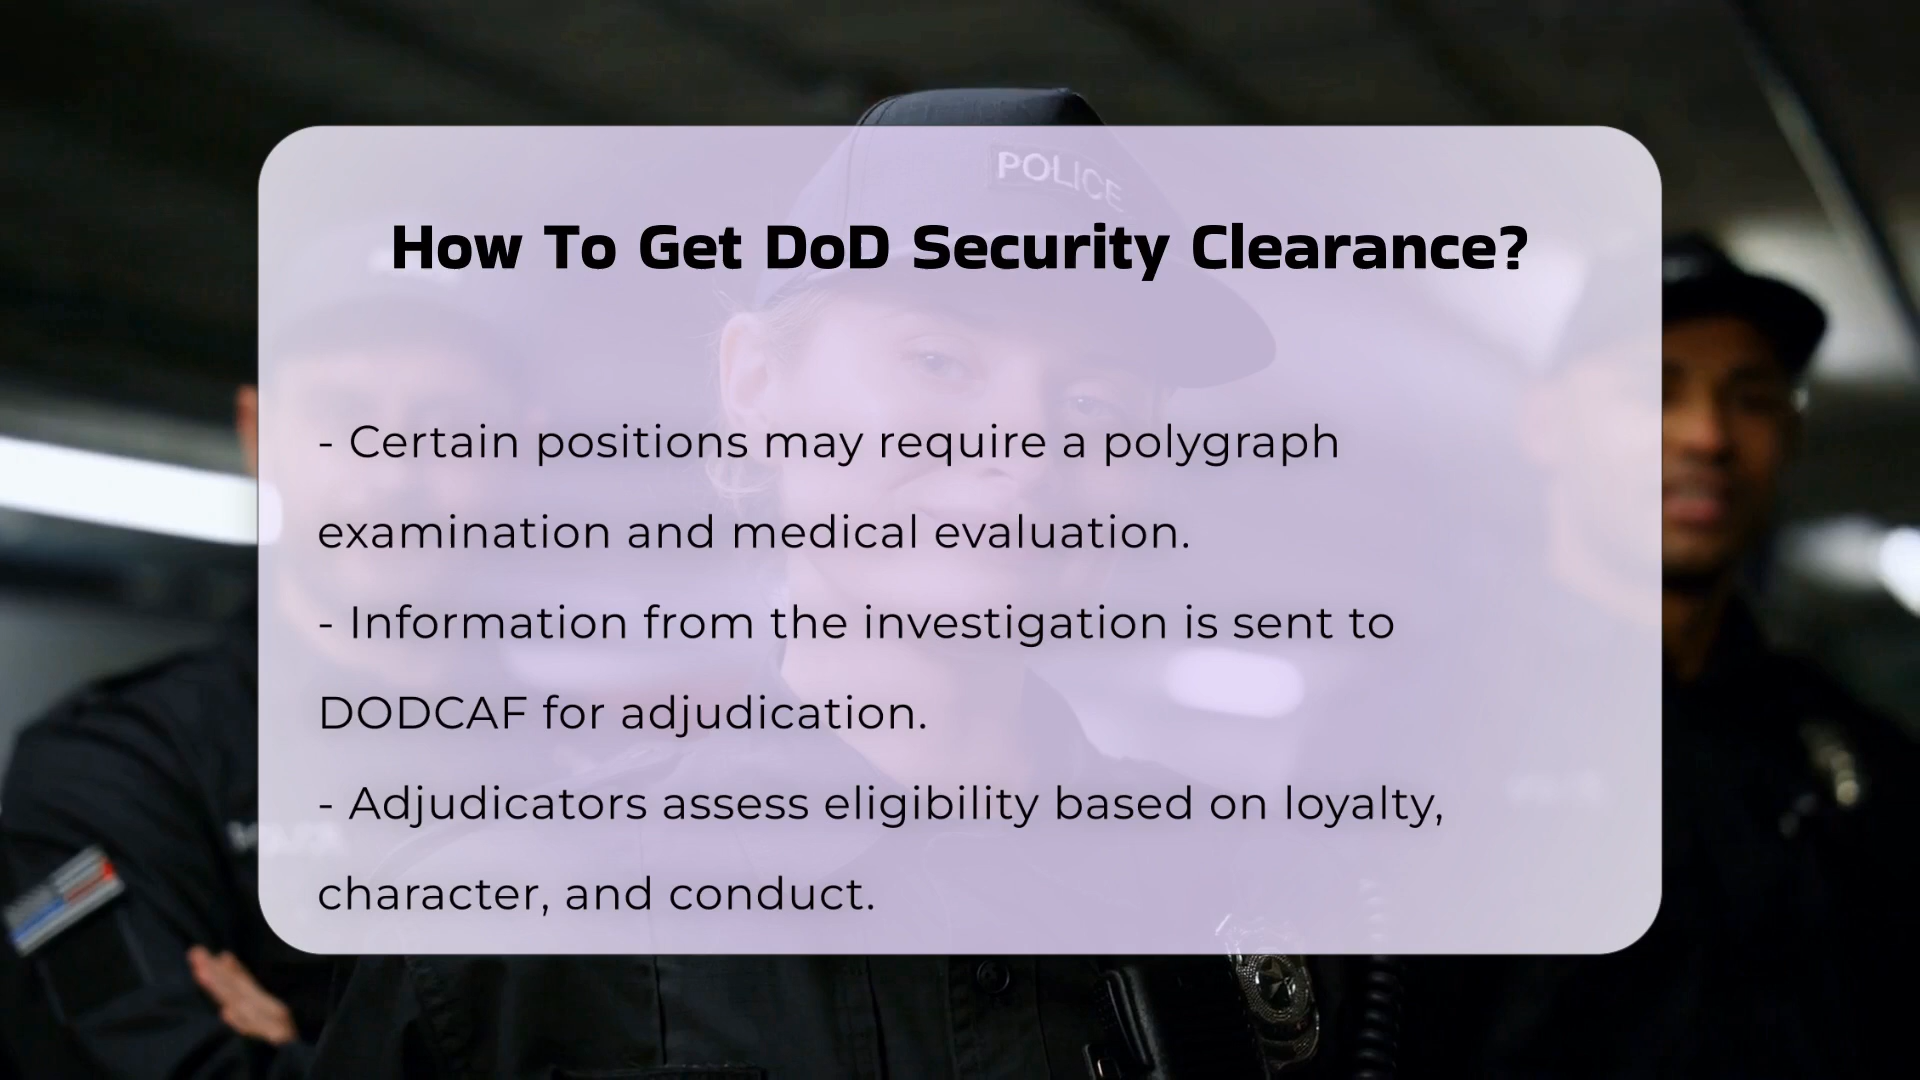 POLICE
How To Get DoD Security Clearance?
- Certain positions may require a polygraph
examination and medical evaluation.
- Information from the investigation is sent to
DODCAF for adjudication.
- Adjudicators assess eligibility based on loyalty,
character, and conduct.